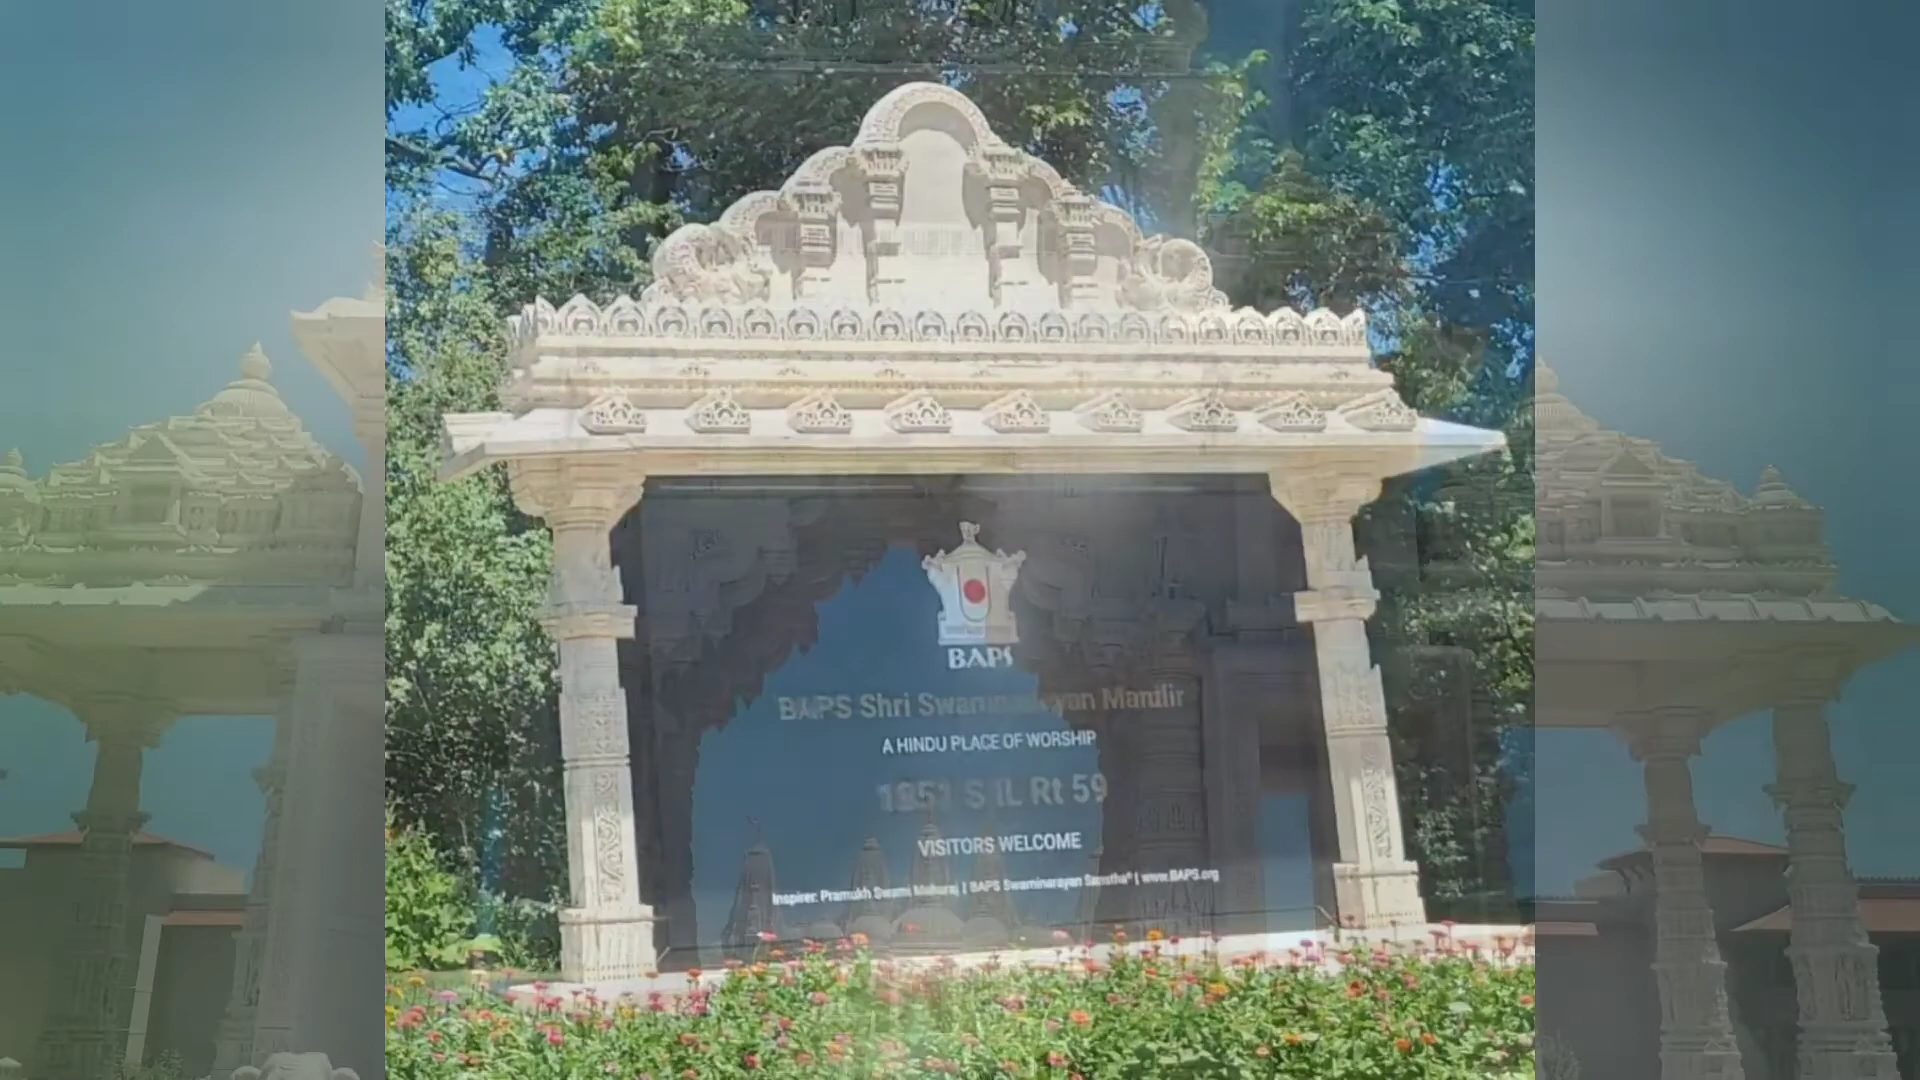 BAPS
BAPS Shri Swaminarayan Mandir
A HINDU PLACE OF WORSHIP
1851 S IL Rt 59
VISITORS WELCOME
Inspirer: Pramukh Swami Maharaj | BAPS Swaminarayan Sanstha® | www.BAPS.org